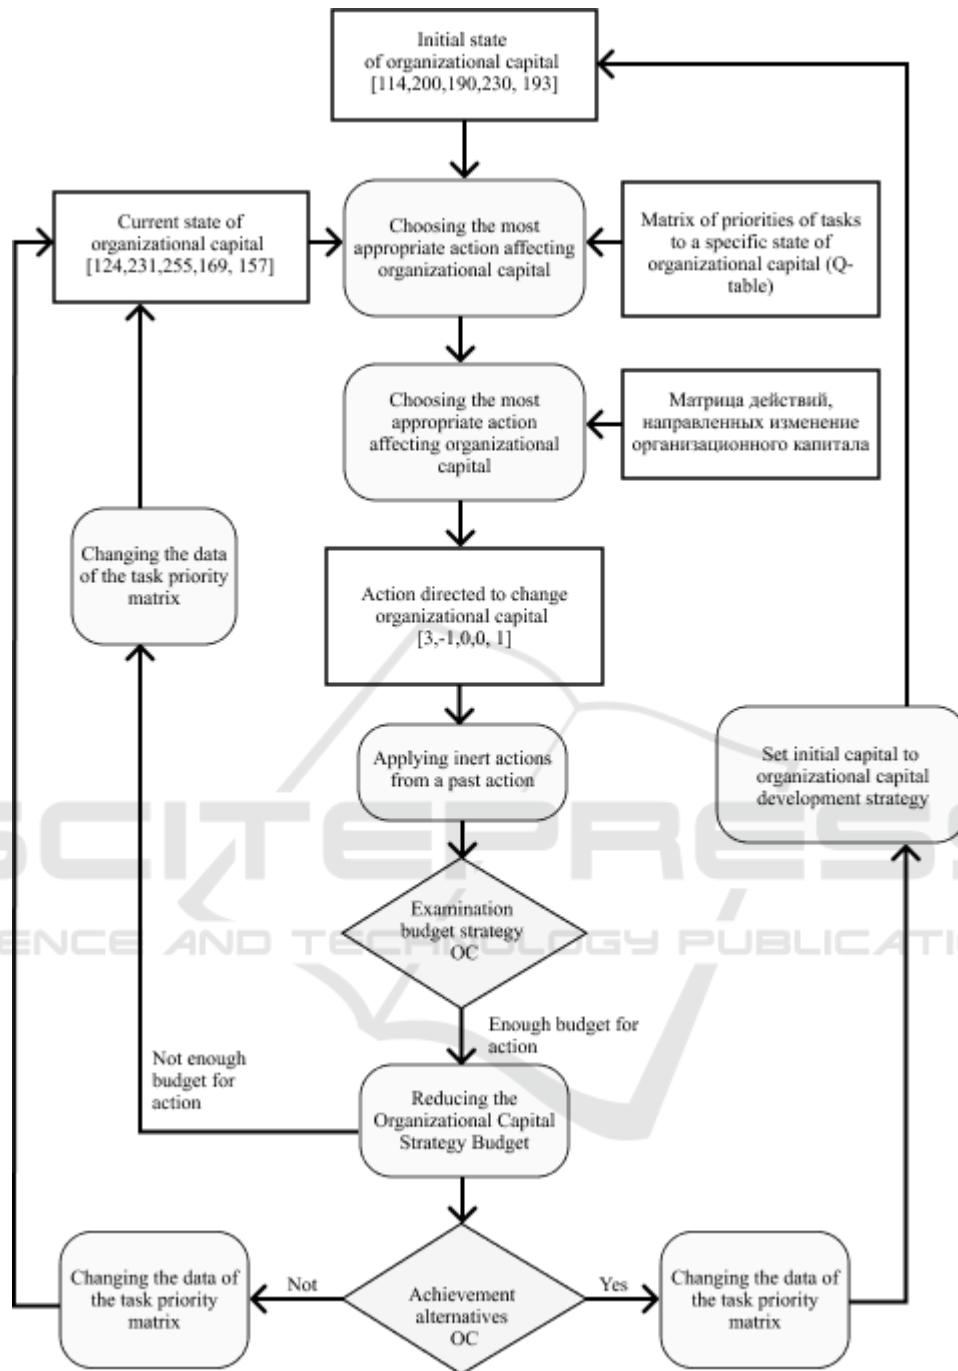 Initial state
of organizational capital
[114,200,190,230, 193]
Current state of
organizational capital
[124,231,255,169, 157]
Choosing the most
appropriate action affecting
organizational capital
Matrix of priorities of tasks
to a specific state of
organizational capital (Q-
table)
Choosing the most
appropriate action
affecting organizational
capital
Матрица действий,
направленных изменение
организационного капитала
Changing the data
of the task priority
matrix
Action directed to change
organizational capital
[3,-1,0,0, 1]
Applying inert actions
from a past action
Set initial capital to
organizational capital
development strategy
SCITEPRESS
ENCE AND TECHNOLOGY PUBLICATI
Examination
budget strategy
OC
Enough budget for
action
Not enough
budget for
action
Reducing the
Organizational Capital
Strategy Budget
Changing the data of
the task priority
matrix
Not
Achievement
alternatives
OC
Yes
Changing the data of
the task priority
matrix